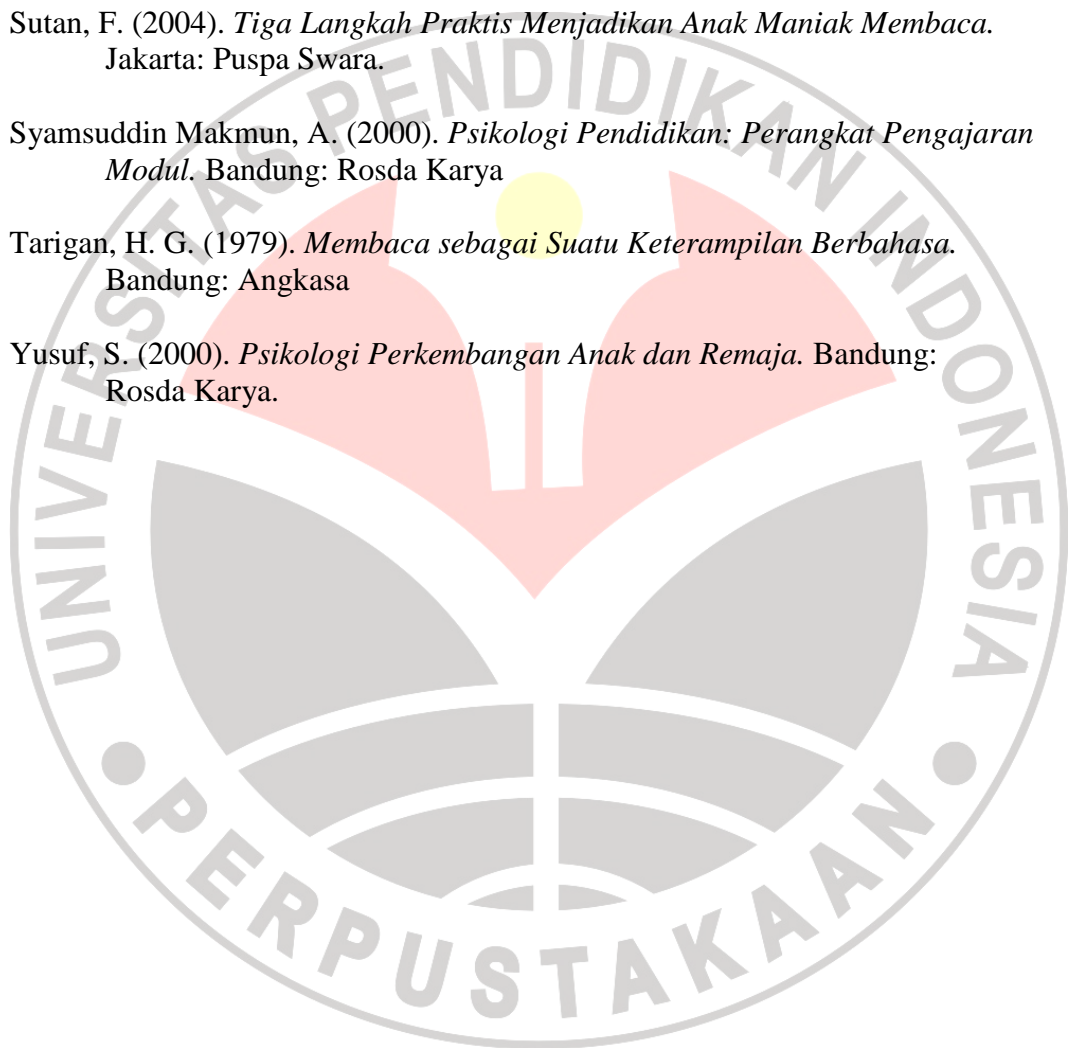 Sutan, F. (2004). Tiga Langkah Praktis Menjadikan Anak Maniak Membaca.
Jakarta: Puspa Swara.
Syamsuddin Makmun, A. (2000). Psikologi Pendidikan: Perangkat Pengajaran
Modul. Bandung: Rosda Karya
Tarigan, H. G. (1979). Membaca sebagai Suatu Keterampilan Berbahasa.
Bandung: Angkasa
Yusuf, S. (2000). Psikologi Perkembangan Anak dan Remaja. Bandung:
Rosda Karya.
UNIVERSITAS PENDIDIKAN INDONESIA
PERPUSTAKAAN